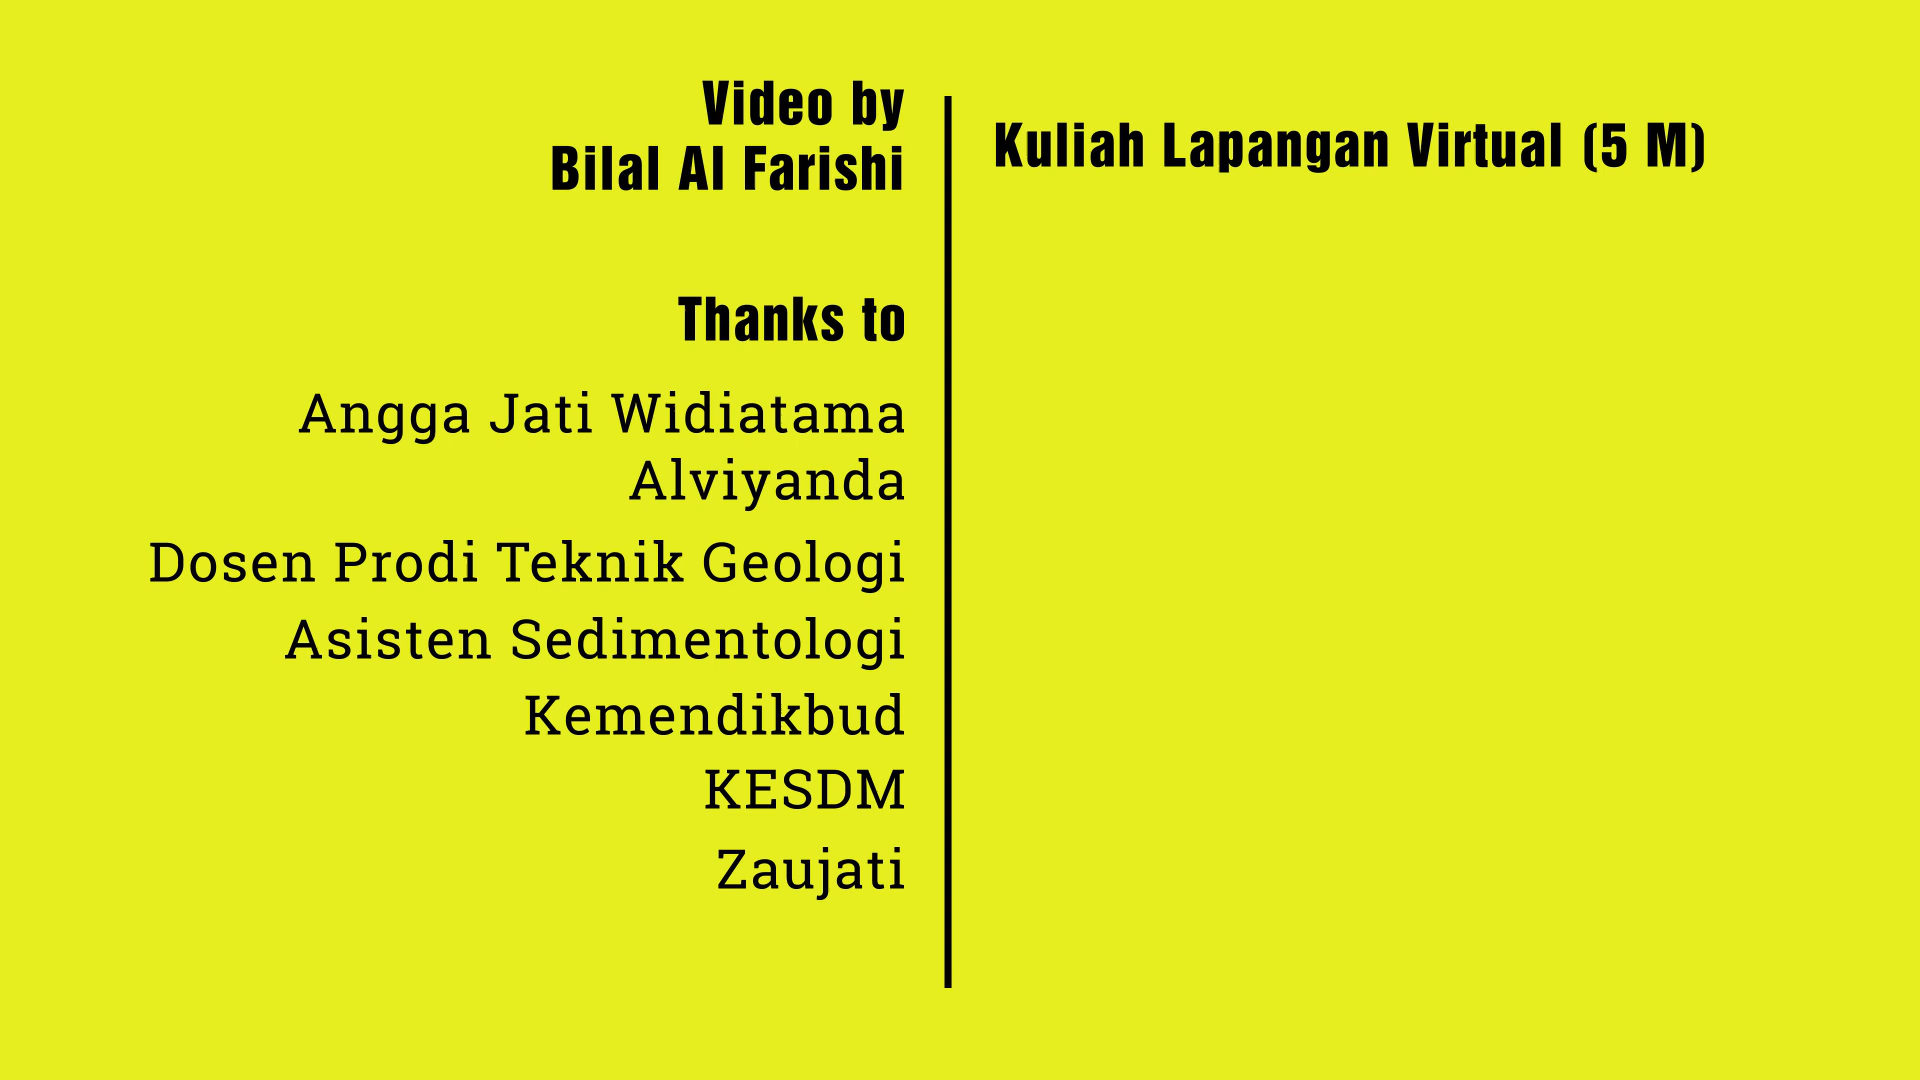 Video by
Bilal Al Farishi
Thanks to
Angga Jati Widiatama
Alviyanda
Dosen Prodi Teknik Geologi
Asisten Sedimentologi
Kemendikbud
KESDM
Zaujati
Kuliah Lapangan Virtual (5 M)